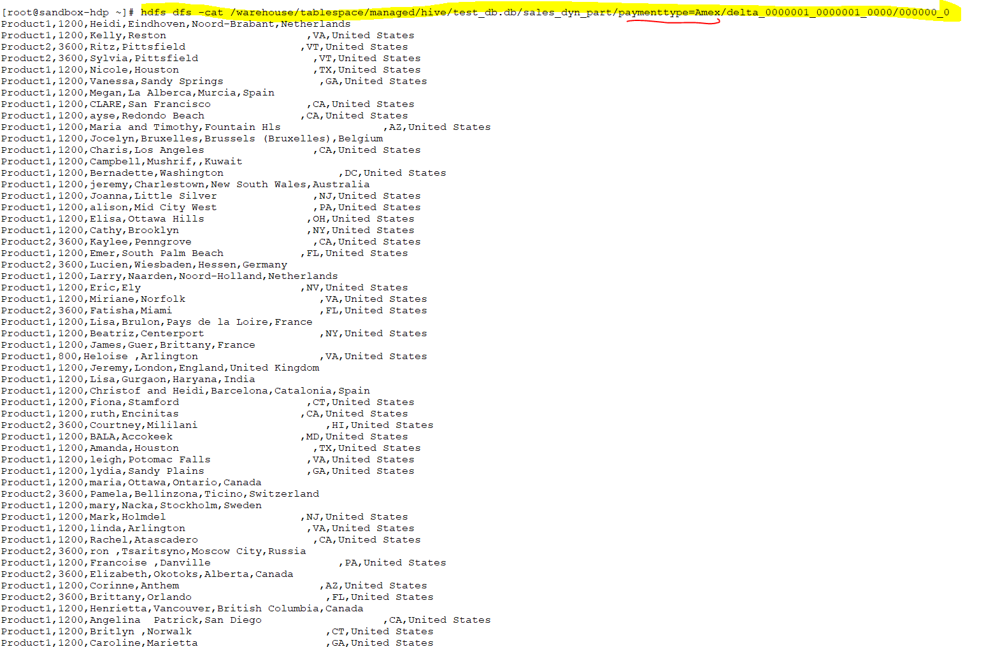 [root@sandbox-hdp ~]# hdfs dfs -cat /warehouse/tablespace/managed/hive/test_db.db/sales_dyn_part/paymenttype=Amex/delta_0000001_0000001_0000/000000_0
Product1,1200,Heidi,Eindhoven,Noord-Brabant,Netherlands
Product1,1200,Kelly,Reston                      ,VA,United States
Product2,3600,Ritz,Pittsfield                  ,VT,United States
Product2,3600,Sylvia,Pittsfield                  ,VT,United States
Product1,1200,Nicole,Houston                     ,TX,United States
Product1,1200,Vanessa,Sandy Springs               ,GA,United States
Product1,1200,Megan,La Alberca,Murcia,Spain
Product1,1200,CLARE,San Francisco               ,CA,United States
Product1,1200,ayse,Redondo Beach               ,CA,United States
Product1,1200,Maria and Timothy,Fountain Hls                ,AZ,United States
Product1,1200,Jocelyn,Bruxelles,Brussels (Bruxelles),Belgium
Product1,1200,Charis,Los Angeles                 ,CA,United States
Product1,1200,Campbell,Mushrif,,Kuwait
Product1,1200,Bernadette,Washington                  ,DC,United States
Product1,1200,jeremy,Charlestown,New South Wales,Australia
Product1,1200,Joanna,Little Silver               ,NJ,United States
Product1,1200,alison,Mid City West                ,PA,United States
Product1,1200,Elisa,Ottawa Hills                ,OH,United States
Product1,1200,Cathy,Brooklyn                    ,NY,United States
Product2,3600,Kaylee,Penngrove                   ,CA,United States
Product1,1200,Emer,South Palm Beach            ,FL,United States
Product2,3600,Lucien,Wiesbaden,Hessen,Germany
Product1,1200,Larry,Naarden,Noord-Holland,Netherlands
Product1,1200,Eric,Ely                         ,NV,United States
Product1,1200,Miriane,Norfolk                     ,VA,United States
Product2,3600,Fatisha,Miami                       ,FL,United States
Product1,1200,Lisa,Brulon,Pays de la Loire,France
Product1,1200,Beatriz,Centerport                  ,NY,United States
Product1,1200,James,Guer,Brittany,France
Product1,800,Heloise ,Arlington                   ,VA,United States
Product1,1200,Jeremy,London,England,United Kingdom
Product1,1200,Lisa,Gurgaon,Haryana,India
Product1,1200,Christof and Heidi,Barcelona,Catalonia,Spain
Product1,1200,Fiona,Stamford                    ,CT,United States
Product1,1200,ruth,Encinitas                   ,CA,United States
Product2,3600,Courtney,Mililani                    ,HI,United States
Product1,1200,BALA,Accokeek                    ,MD,United States
Product1,1200,Amanda,Houston                     ,TX,United States
Product1,1200,leigh,Potomac Falls               ,VA,United States
Product1,1200,lydia,Sandy Plains                ,GA,United States
Product1,1200,maria,Ottawa,Ontario,Canada
Product2,3600,Pamela,Bellinzona,Ticino,Switzerland
Product1,1200,mary,Nacka,Stockholm,Sweden
Product1,1200,Mark,Holmdel                     ,NJ,United States
Product1,1200,linda,Arlington                   ,VA,United States
Product1,1200,Rachel,Atascadero                  ,CA,United States
Product2,3600,ron ,Tsaritsyno,Moscow City,Russia
Product1,1200,Francoise ,Danville                    ,PA,United States
Product2,3600,Elizabeth,Okotoks,Alberta,Canada
Product1,1200,Corinne,Anthem                      ,AZ,United States
Product2,3600,Brittany,Orlando                     ,FL,United States
Product1,1200,Henrietta,Vancouver,British Columbia,Canada
Product1,1200,Angelina  Patrick,San Diego                   ,CA,United States
Product1,1200,Britlyn ,Norwalk                     ,CT,United States
Product1,1200,Caroline,Marietta                    ,GA,United States